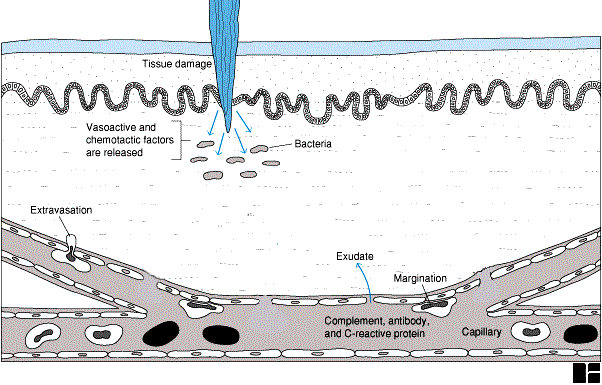 Tissue damage
Vasoactive and
chemotactic factors
are released
Bacteria
Extravasation
Exudate
Margination
Complement, antibody,
and C-reactive protein
Capillary